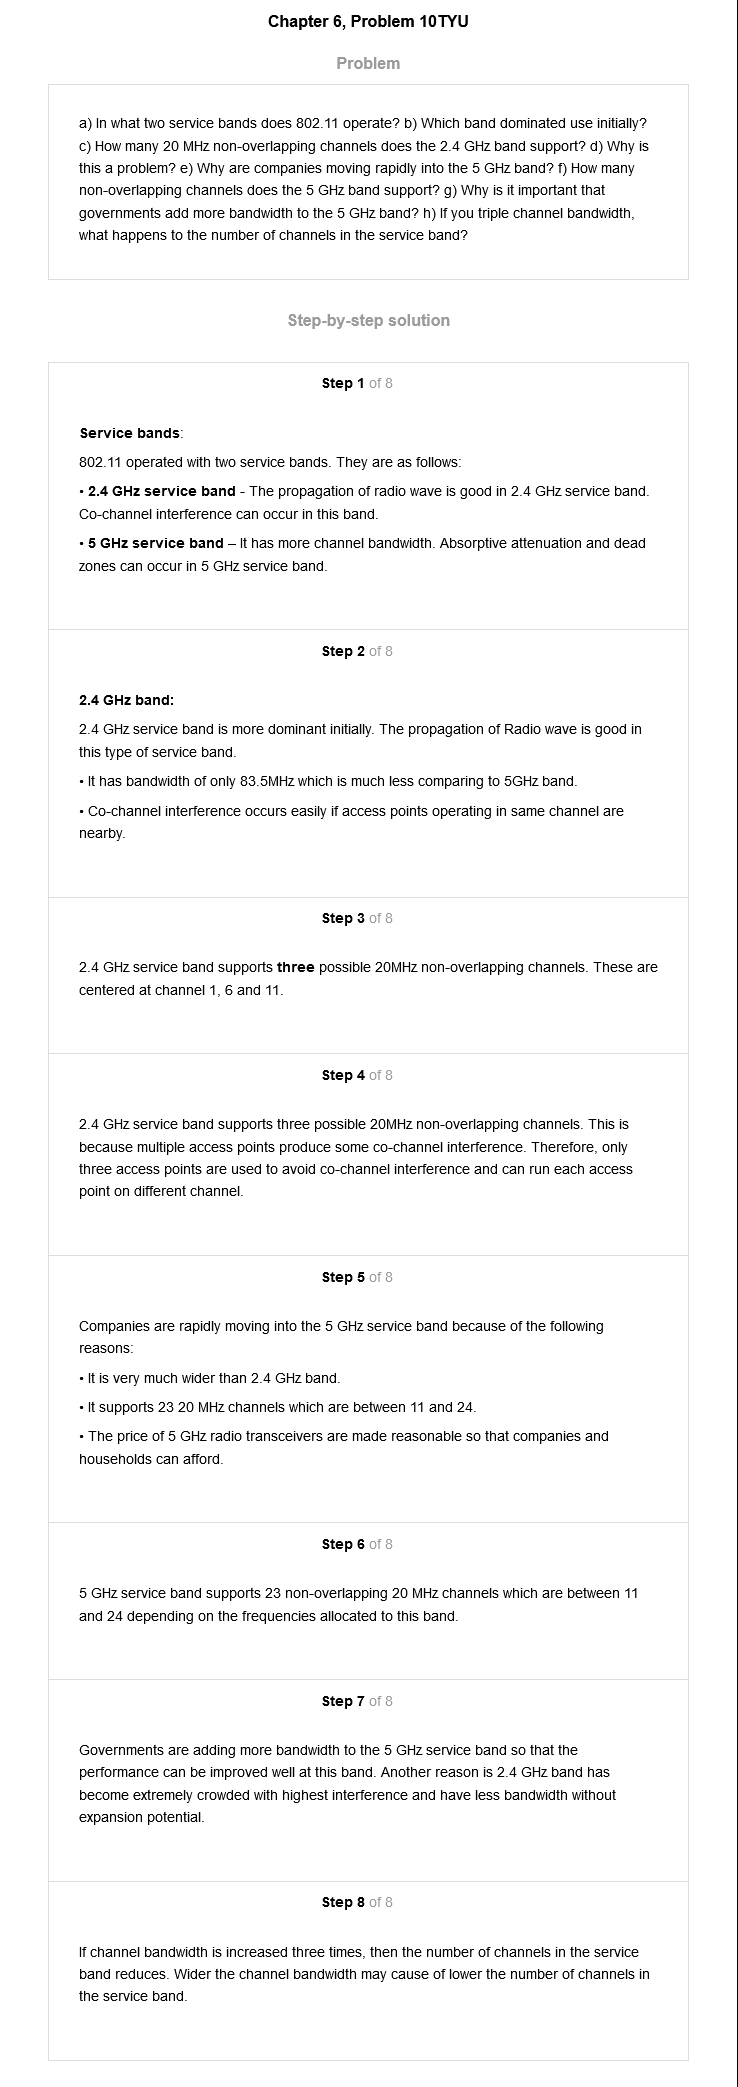 Chapter 6, Problem 10TYU
Problem
a) In what two service bands does 802.11 operate? b) Which band dominated use initially?
c) How many 20 MHz non-overlapping channels does the 2.4 GHz band support? d) Why is
this a problem? e) Why are companies moving rapidly into the 5 GHz band? f) How many
non-overlapping channels does the 5 GHz band support? g) Why is it important that
governments add more bandwidth to the 5 GHz band? h) If you triple channel bandwidth,
what happens to the number of channels in the service band?
Step-by-step solution
Step 1 of 8
Service bands:
802.11 operated with two service bands. They are as follows:
• 2.4 GHz service band - The propagation of radio wave is good in 2.4 GHz service band.
Co-channel interference can occur in this band.
• 5 GHz service band – It has more channel bandwidth. Absorptive attenuation and dead
zones can occur in 5 GHz service band.
Step 2 of 8
2.4 GHz band:
2.4 GHz service band is more dominant initially. The propagation of Radio wave is good in
this type of service band.
• It has bandwidth of only 83.5MHz which is much less comparing to 5GHz band.
• Co-channel interference occurs easily if access points operating in same channel are
nearby.
Step 3 of 8
2.4 GHz service band supports three possible 20MHz non-overlapping channels. These are
centered at channel 1, 6 and 11.
Step 4 of 8
2.4 GHz service band supports three possible 20MHz non-overlapping channels. This is
because multiple access points produce some co-channel interference. Therefore, only
three access points are used to avoid co-channel interference and can run each access
point on different channel.
Step 5 of 8
Companies are rapidly moving into the 5 GHz service band because of the following
reasons:
• It is very much wider than 2.4 GHz band.
• It supports 23 20 MHz channels which are between 11 and 24.
• The price of 5 GHz radio transceivers are made reasonable so that companies and
households can afford.
Step 6 of 8
5 GHz service band supports 23 non-overlapping 20 MHz channels which are between 11
and 24 depending on the frequencies allocated to this band.
Step 7 of 8
Governments are adding more bandwidth to the 5 GHz service band so that the
performance can be improved well at this band. Another reason is 2.4 GHz band has
become extremely crowded with highest interference and have less bandwidth without
expansion potential.
Step 8 of 8
If channel bandwidth is increased three times, then the number of channels in the service
band reduces. Wider the channel bandwidth may cause of lower the number of channels in
the service band.